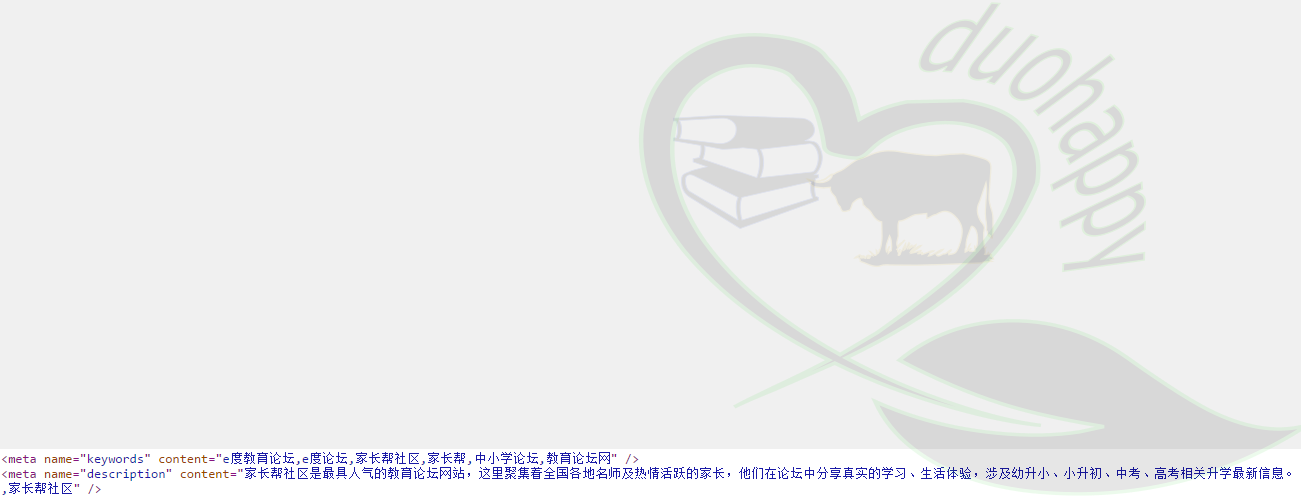 duohappy
<meta name="keywords" content="e度教育论坛,e度论坛,家长帮社区,家长帮,中小学论坛,教育论坛网" />
<meta name="description" content="家长帮社区是最具人气的教育论坛网站，这里聚集着全国各地名师及热情活跃的家长，他们在论坛中分享真实的学习、生活体验，涉及幼升小、小升初、中考、高考相关升学最新信息。
,家长帮社区" />